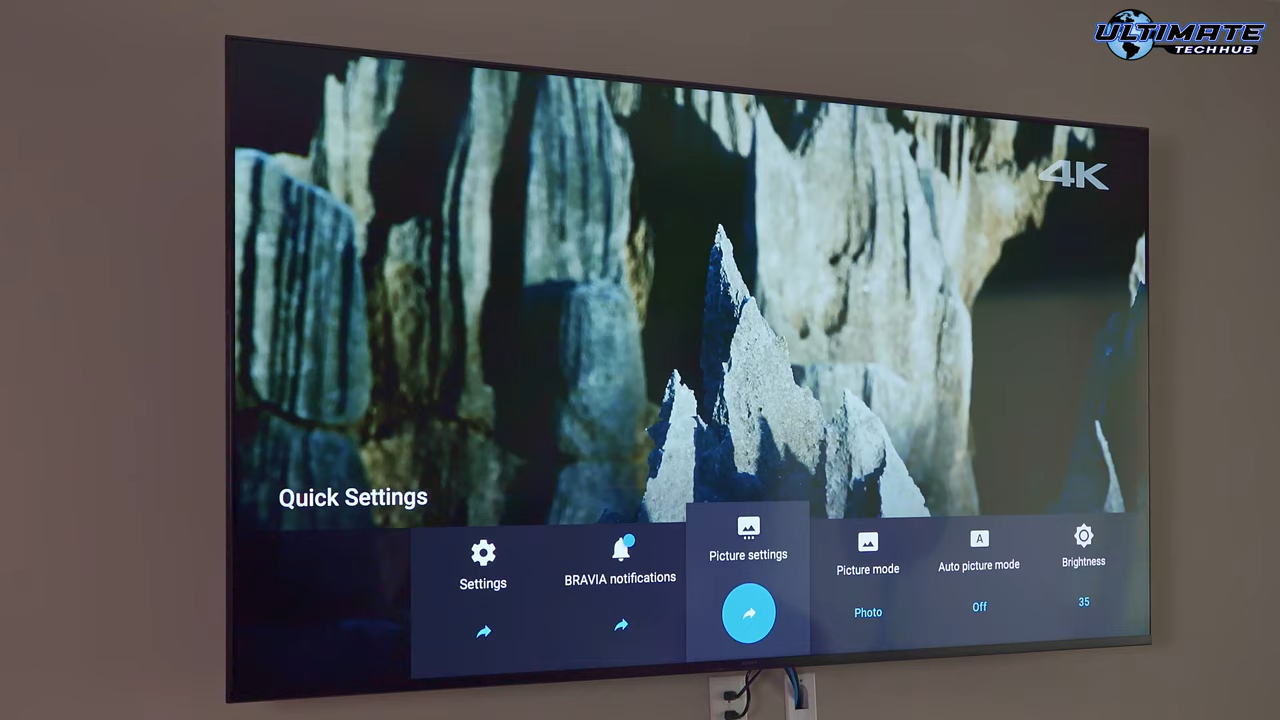 ULTIMATE
TECHHUB
4K
Quick Settings
Settings
BRAVIA notifications
Picture settings
Picture mode
Photo
A
Auto picture mode
Off
Brightness
35